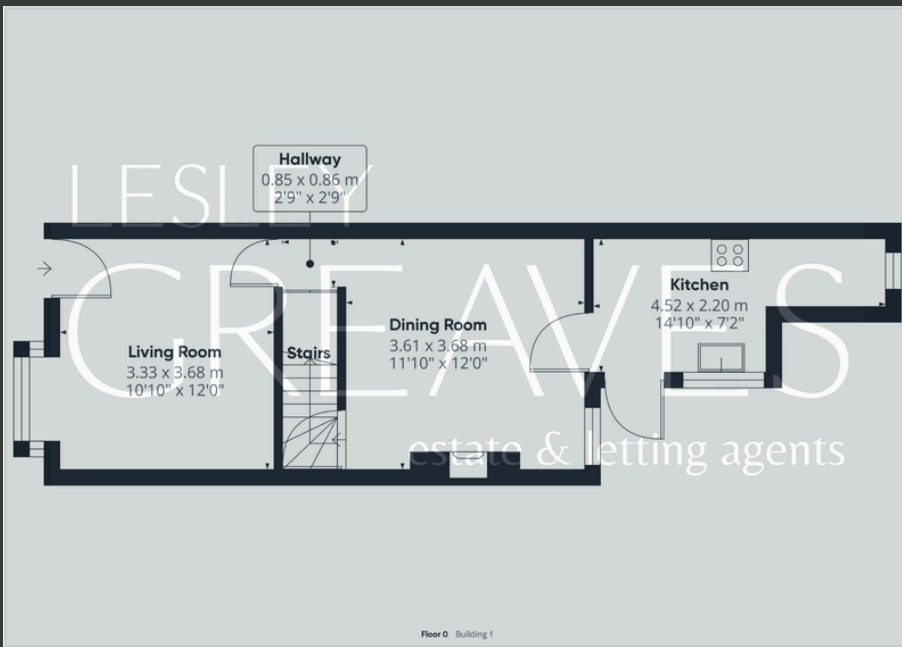 LESLEY
GREAVES
estate & letting agents
Hallway
0.85 x 0.86 m
2'9" x 2'9"
Living Room
3.33 x 3.68 m
10'10" x 12'0"
Stairs
Dining Room
3.61 x 3.68 m
11'10" x 12'0"
Kitchen
4.52 x 2.20 m
14'10" x 7'2"
Floor 0 Building 1